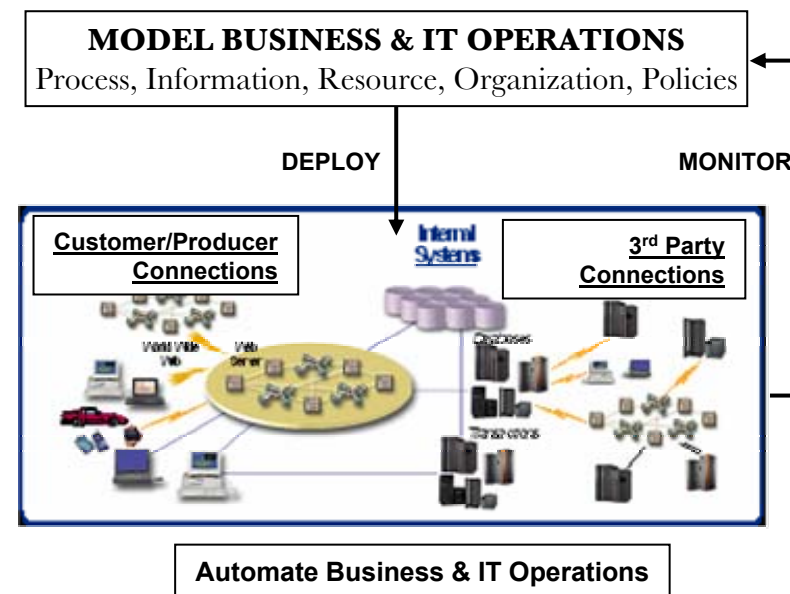 MODEL BUSINESS & IT OPERATIONS
Process, Information, Resource, Organization, Policies
DEPLOY
MONITOR
Customer/Producer
Connections
Internal
Systems
3rd Party
Connections
World Wide
Web
Web
Server
Databases
Transactions
Automate Business & IT Operations